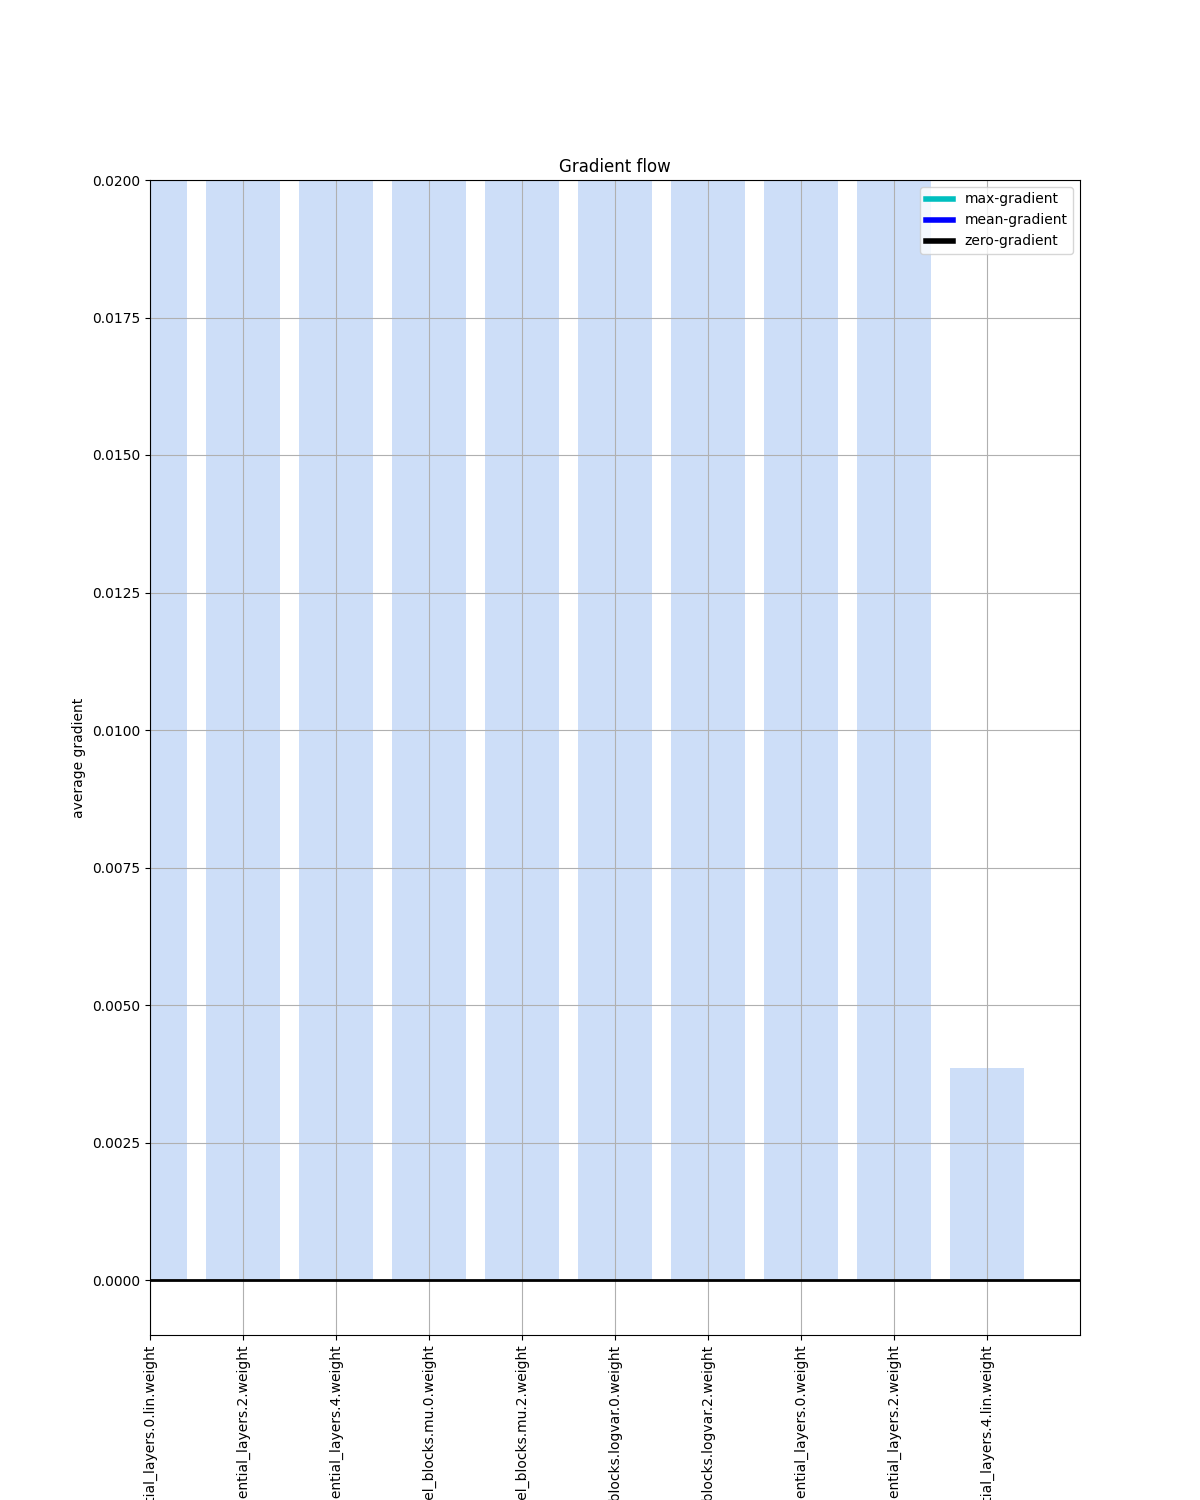 Gradient flow
max-gradient
mean-gradient
zero-gradient
0.0200
0.0175
0.0150
0.0125
0.0100
0.0075
0.0050
0.0025
0.0000
average gradient
tial_layers.0.lin.weight
ential_layers.2.weight
ential_layers.4.weight
el_blocks.mu.0.weight
el_blocks.mu.2.weight
blocks.logvar.0.weight
blocks.logvar.2.weight
ential_layers.0.weight
ential_layers.2.weight
tial_layers.4.lin.weight